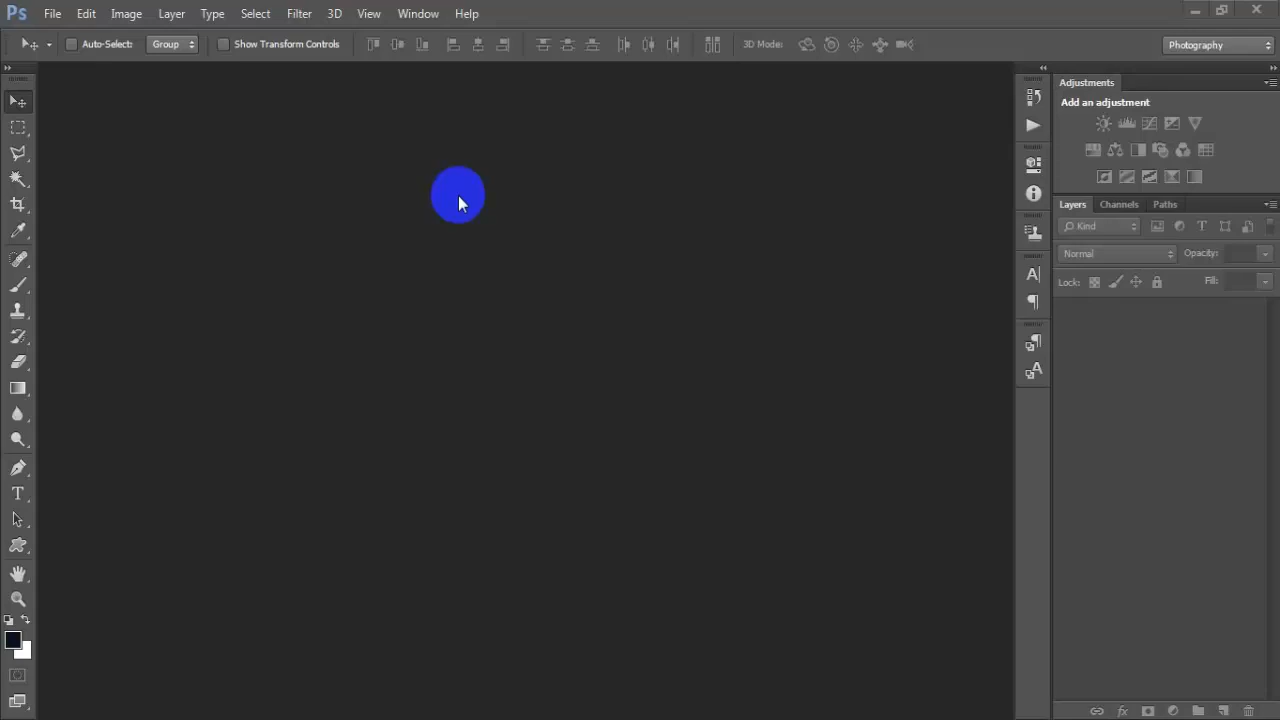 Ps File Edit Image Layer Type Select Filter 3D View Window Help
Auto-Select: Group Show Transform Controls 3D Mode: Photography
Adjustments
Add an adjustment
Layers Channels Paths
Kind
Normal Opacity:
Lock: Fill: